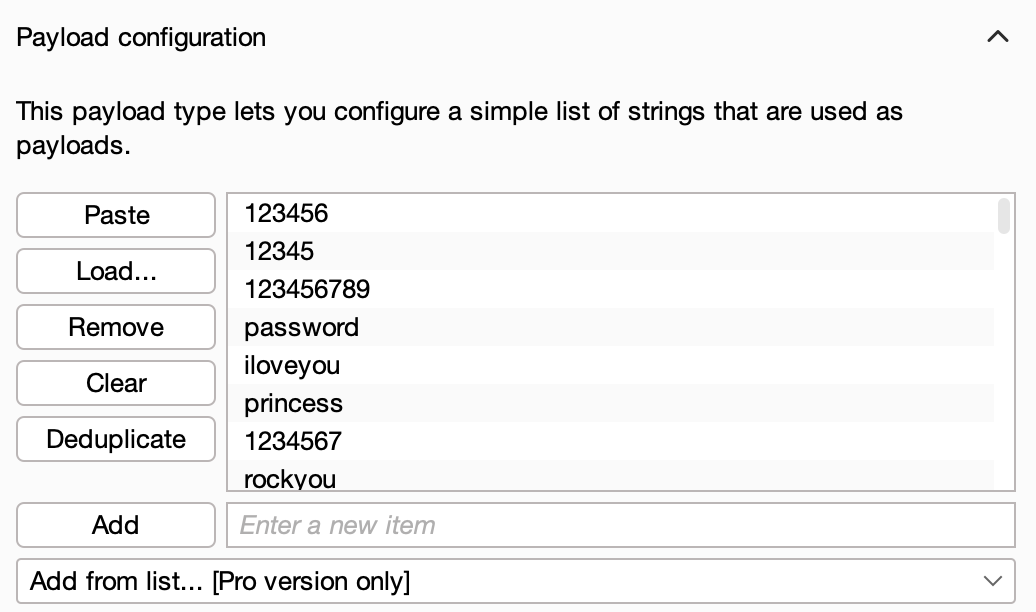 Payload configuration
This payload type lets you configure a simple list of strings that are used as
payloads.
Paste
Load...
Remove
Clear
Deduplicate
123456
12345
123456789
password
iloveyou
princess
1234567
rockyou
Add
Enter a new item
Add from list... [Pro version only]